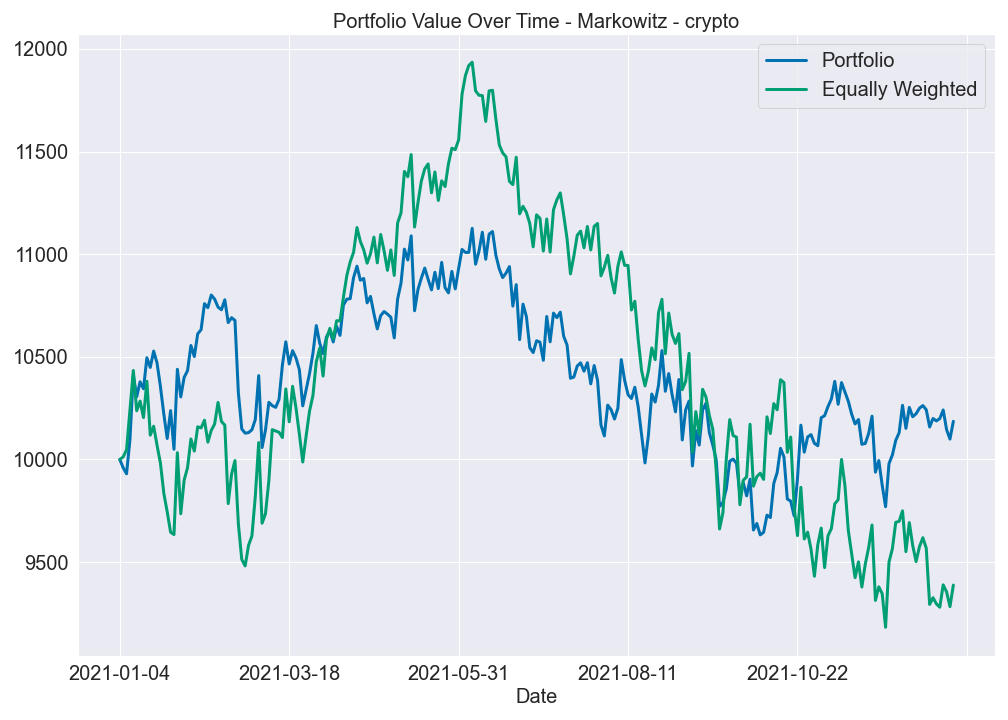 Portfolio Value Over Time - Markowitz - crypto
Portfolio
Equally Weighted
12000
11500
11000
10500
10000
9500
2021-01-04 2021-03-18 2021-05-31 2021-08-11 2021-10-22
Date